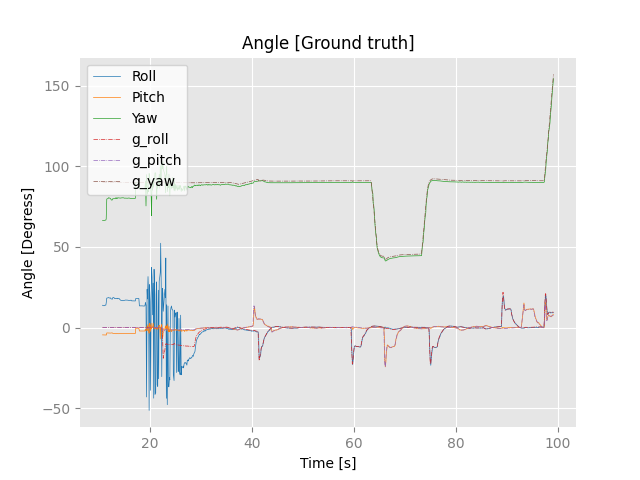 Angle [Ground truth]
150
100
50
0
−50
Angle [Degress]
Roll
Pitch
Yaw
g_roll
g_pitch
g_yaw
20 40 60 80 100
Time [s]